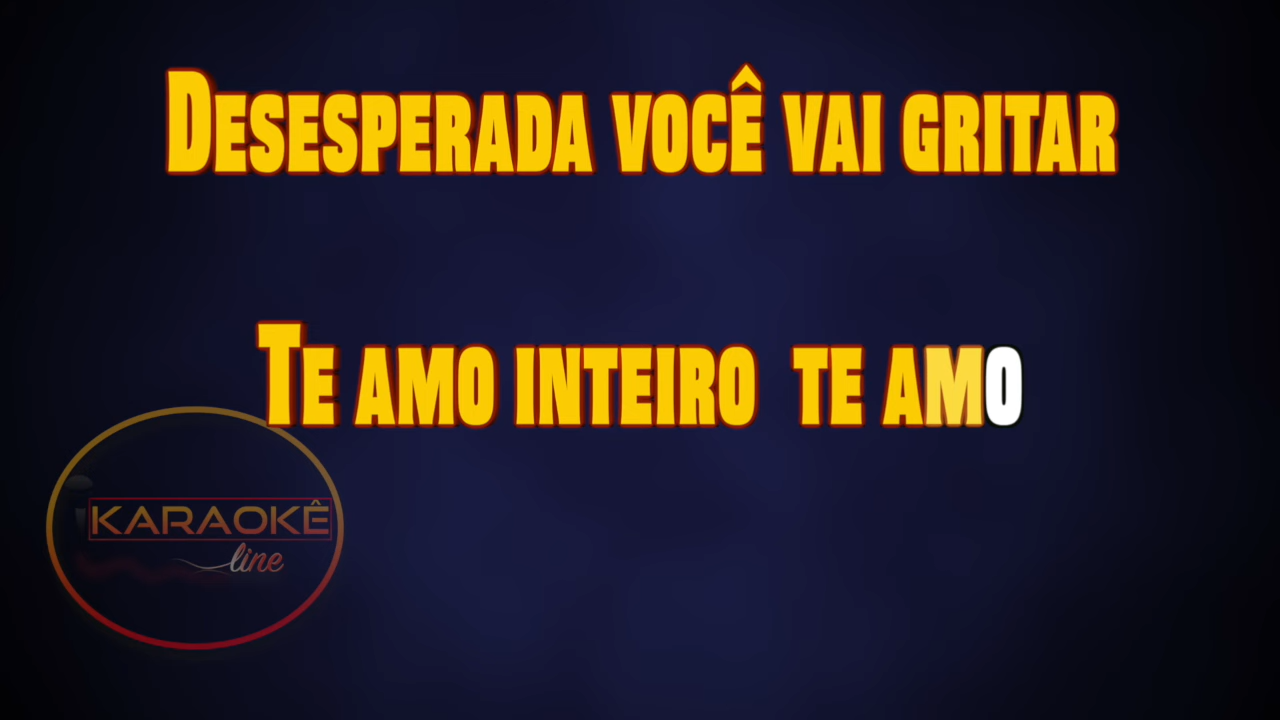 DESESPERADA VOCÊ VAI GRITAR
TE AMO INTEIRO TE AMO
KARAOKÊ
line